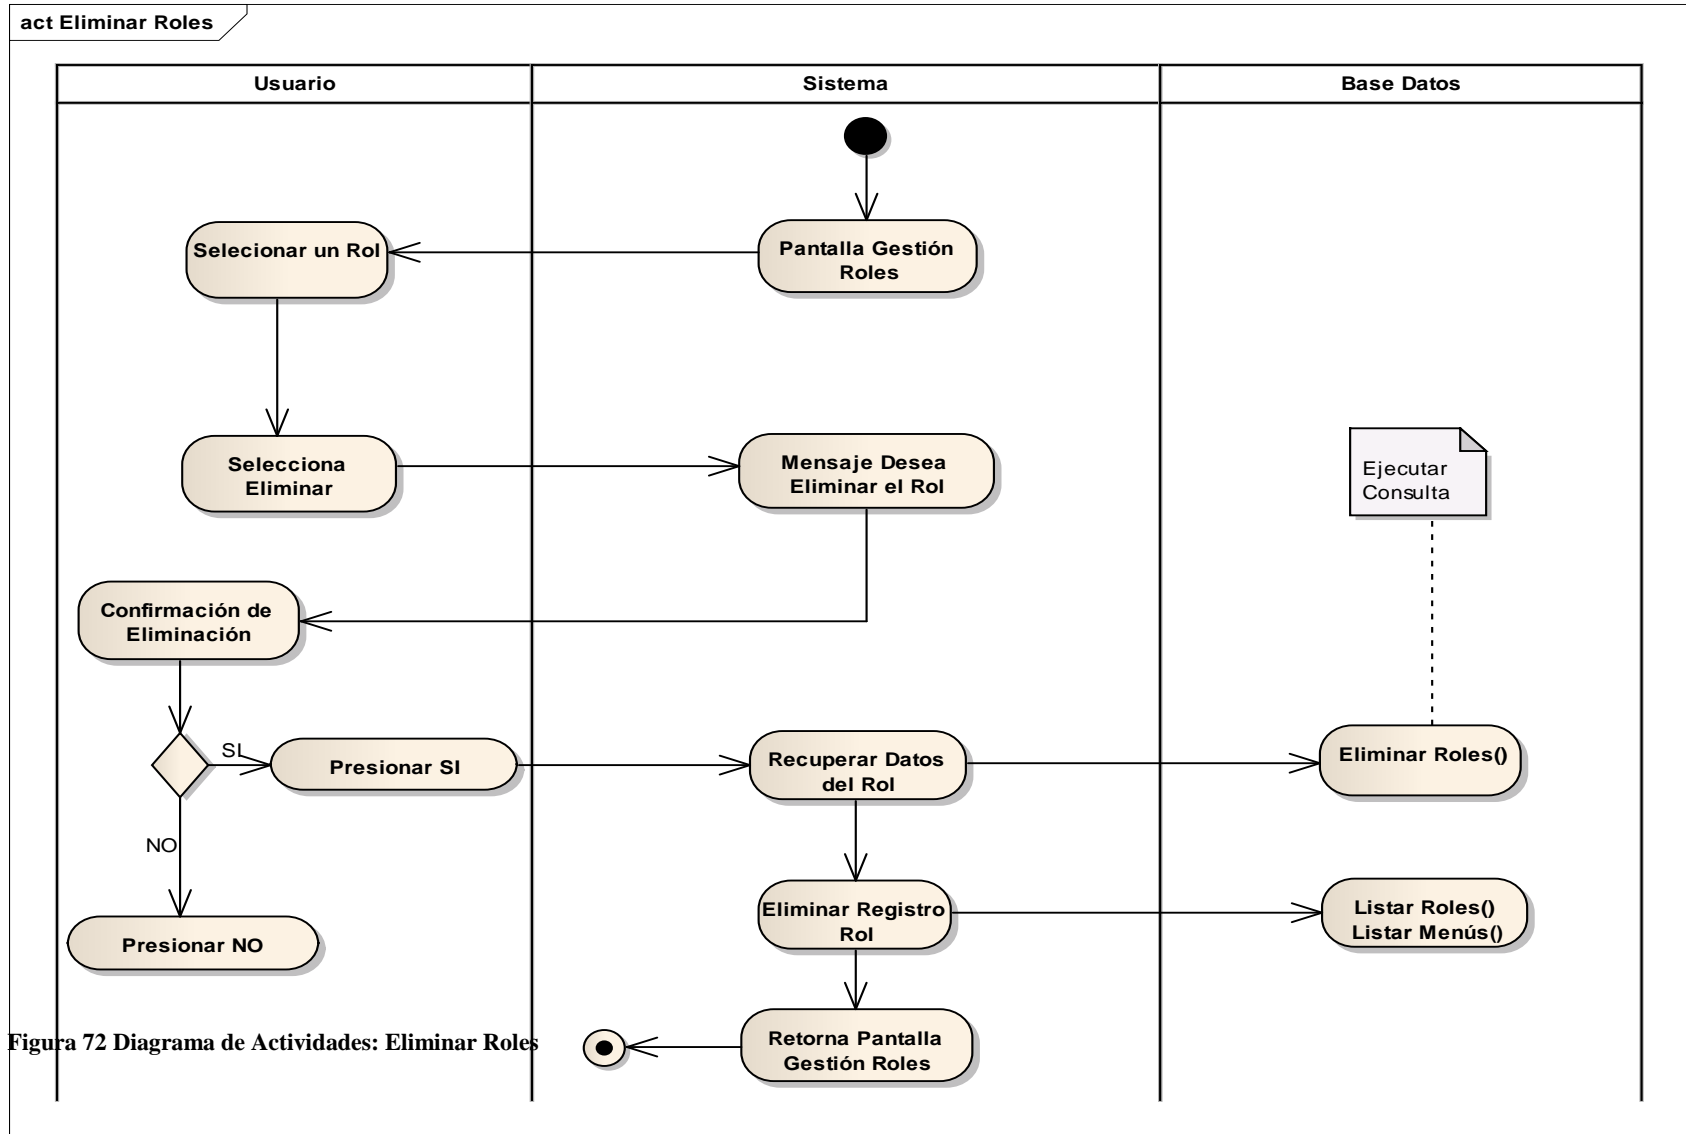 act Eliminar Roles
Usuario
Sistema
Base Datos
Selecionar un Rol
Pantalla Gestión
Roles
Selecciona
Eliminar
Mensaje Desea
Eliminar el Rol
Ejecutar
Consulta
Confirmación de
Eliminación
SI
Presionar SI
Recuperar Datos
del Rol
Eliminar Roles()
NO
Presionar NO
Eliminar Registro
Rol
Listar Roles()
Listar Menús()
Retorna Pantalla
Gestión Roles
Figura 72 Diagrama de Actividades: Eliminar Roles